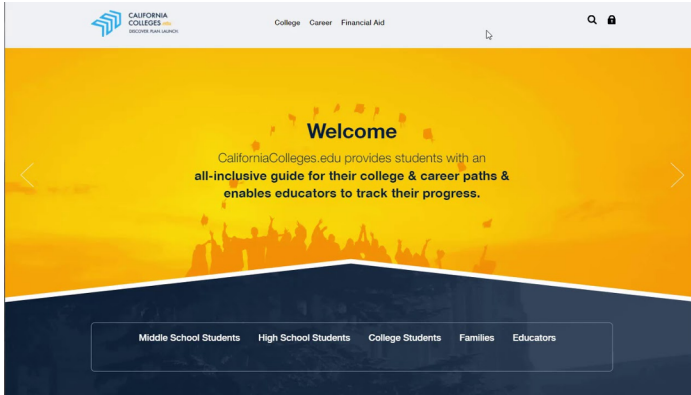 CALIFORNIA
COLLEGES.edu
DISCOVER. PLAN. LAUNCH.
College Career Financial Aid
Welcome
CaliforniaColleges.edu provides students with an
all-inclusive guide for their college & career paths &
enables educators to track their progress.
Middle School Students High School Students College Students Families Educators